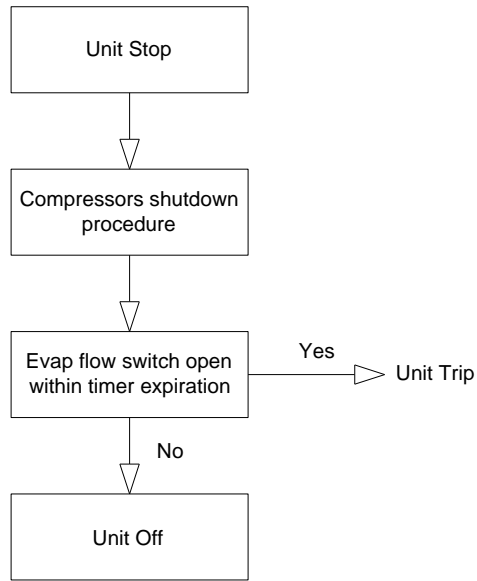 Unit Stop
Compressors shutdown
procedure
Evap flow switch open
within timer expiration
Yes
Unit Trip
No
Unit Off